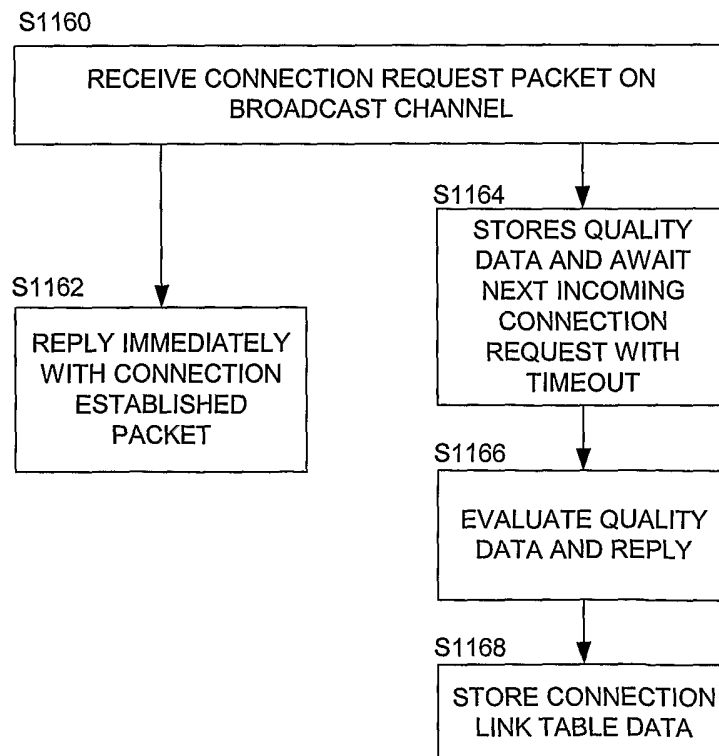 S1160
RECEIVE CONNECTION REQUEST PACKET ON
BROADCAST CHANNEL
S1164
STORES QUALITY
DATA AND AWAIT
NEXT INCOMING
CONNECTION
REQUEST WITH
TIMEOUT
S1162
REPLY IMMEDIATELY
WITH CONNECTION
ESTABLISHED
PACKET
S1166
EVALUATE QUALITY
DATA AND REPLY
S1168
STORE CONNECTION
LINK TABLE DATA